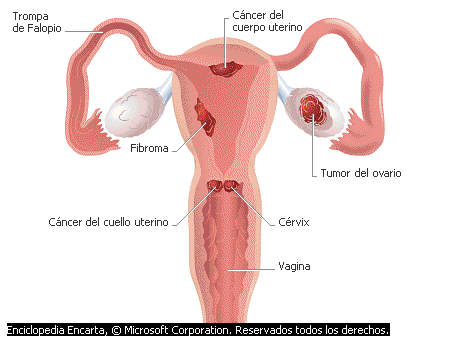 Trompa
de Falopio
Cáncer del
cuerpo uterino
Fibroma
Tumor del ovario
Cáncer del cuello uterino
Cérvix
Vagina
Enciclopedia Encarta, © Microsoft Corporation. Reservados todos los derechos.